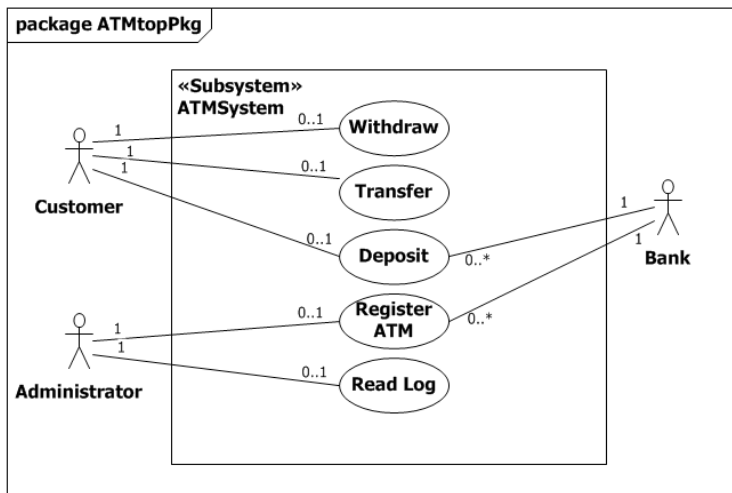 package ATMtopPkg
«Subsystem»
ATMSystem
1
0..1
Withdraw
1
0..1
Transfer
1
Customer
0..1
Deposit
0..*
1
1
Bank
1
0..1
Register
ATM
0..*
1
Administrator
0..1
Read Log